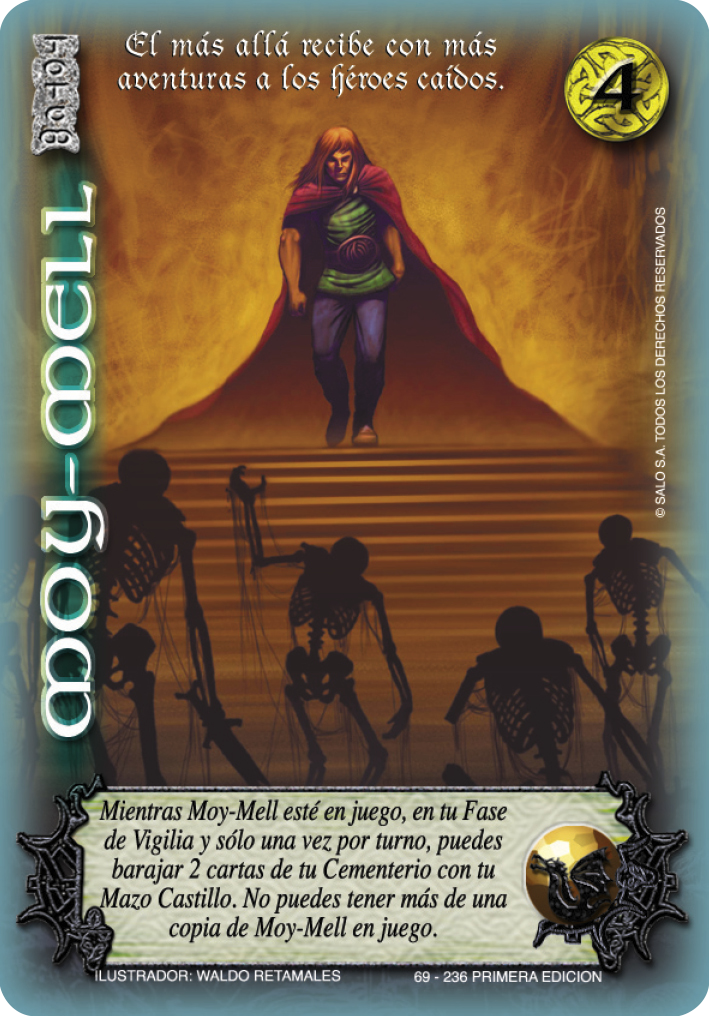 El más allá recibe con más
aventuras a los héroes caídos.
4
Moy-Mell
© SALO S.A. TODOS LOS DERECHOS RESERVADOS
Mientras Moy-Mell esté en juego, en tu Fase
de Vigilia y sólo una vez por turno, puedes
barajar 2 cartas de tu Cementerio con tu
Mazo Castillo. No puedes tener más de una
copia de Moy-Mell en juego.
ILUSTRADOR: WALDO RETAMALES
69 - 236 PRIMERA EDICION